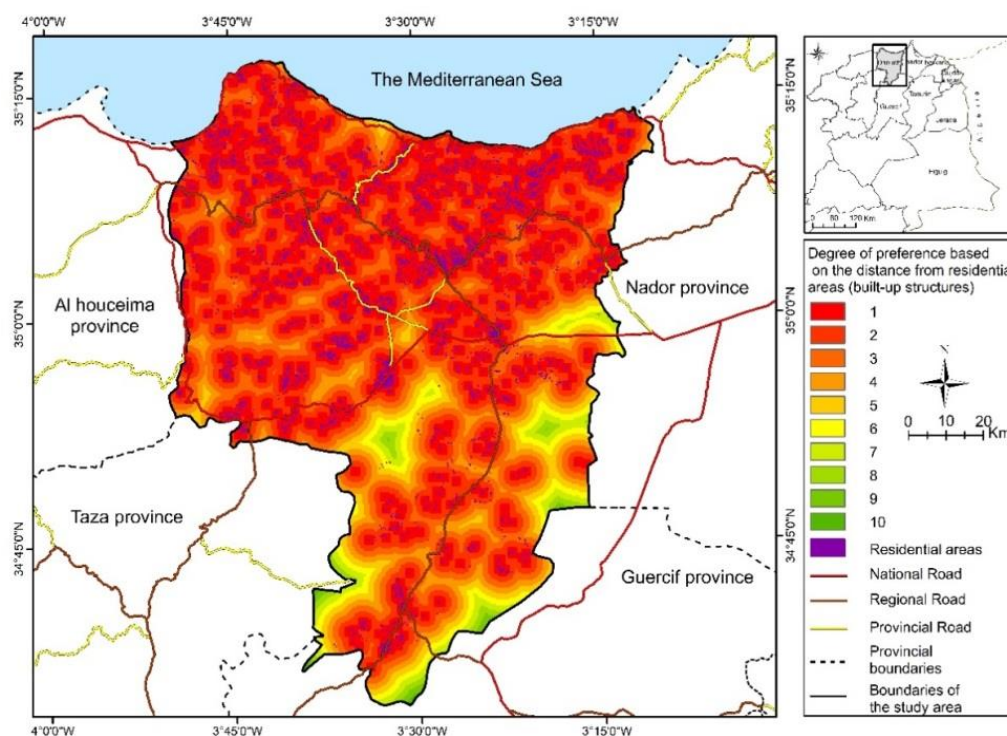 4°0'0"W
3°45'0"W
3°30'0"W
3°15'0"W
35°15'0"N
35°15'0"N
The Mediterranean Sea
Al houceima
province
Nador province
35°0'0"N
35°0'0"N
Taza province
Guercif province
34°45'0"N
34°45'0"N
4°0'0"W
3°45'0"W
3°30'0"W
3°15'0"W
Figuig
0
60
120 Km
Degree of preference based
on the distance from residential
areas (built-up structures)
1
2
3
4
5
6
7
8
9
10
N
0 10 20
Km
Residential areas
National Road
Regional Road
Provincial Road
Provincial
boundaries
Boundaries of
the study area